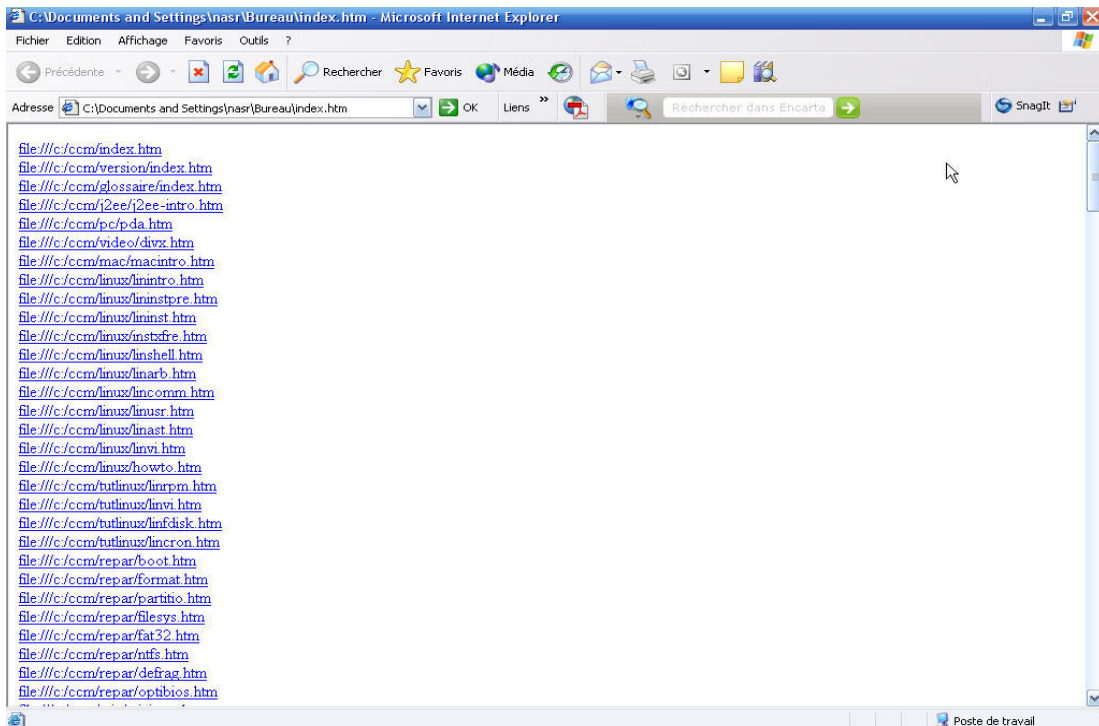 C:\Documents and Settings\nasr\Bureau\index.htm - Microsoft Internet Explorer
Fichier Edition Affichage Favoris Outils ?
Précédente Rechercher Favoris Média
Adresse C:\Documents and Settings\nasr\Bureau\index.htm OK Liens » Rechercher dans Encarta SnagIt
file:///c:/ccm/index.htm
file:///c:/ccm/version/index.htm
file:///c:/ccm/glossaire/index.htm
file:///c:/ccm/j2ee/j2ee-intro.htm
file:///c:/ccm/pc/pda.htm
file:///c:/ccm/video/divx.htm
file:///c:/ccm/mac/macintro.htm
file:///c:/ccm/linux/linintro.htm
file:///c:/ccm/linux/lininstpre.htm
file:///c:/ccm/linux/lininst.htm
file:///c:/ccm/linux/instxfre.htm
file:///c:/ccm/linux/linshell.htm
file:///c:/ccm/linux/linarb.htm
file:///c:/ccm/linux/lincomm.htm
file:///c:/ccm/linux/linusr.htm
file:///c:/ccm/linux/linast.htm
file:///c:/ccm/linux/linvi.htm
file:///c:/ccm/linux/howto.htm
file:///c:/ccm/tutlinux/linrpm.htm
file:///c:/ccm/tutlinux/linvi.htm
file:///c:/ccm/tutlinux/linfdisk.htm
file:///c:/ccm/tutlinux/lincron.htm
file:///c:/ccm/repar/boot.htm
file:///c:/ccm/repar/format.htm
file:///c:/ccm/repar/partitio.htm
file:///c:/ccm/repar/filesys.htm
file:///c:/ccm/repar/fat32.htm
file:///c:/ccm/repar/ntfs.htm
file:///c:/ccm/repar/defrag.htm
file:///c:/ccm/repar/optibios.htm
Poste de travail